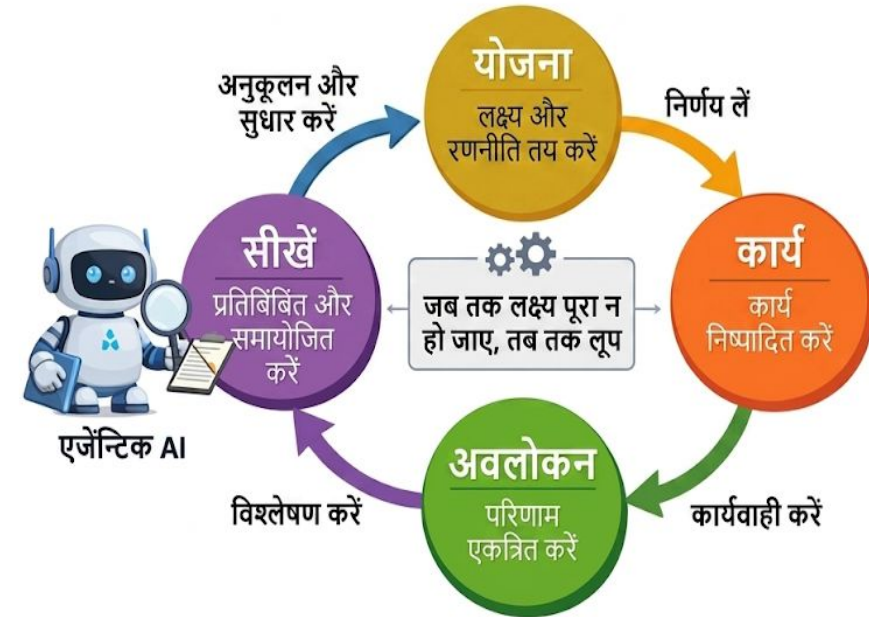 योजना
लक्ष्य और
रणनीति तय करें
निर्णय लें
कार्य
कार्य
निष्पादित करें
कार्यवाही करें
अवलोकन
परिणाम
एकत्रित करें
विश्लेषण करें
सीखें
प्रतिबिंबित और
समायोजित
करें
अनुकूलन और
सुधार करें
जब तक लक्ष्य पूरा न
हो जाए, तब तक लूप
एजेंन्टिक AI